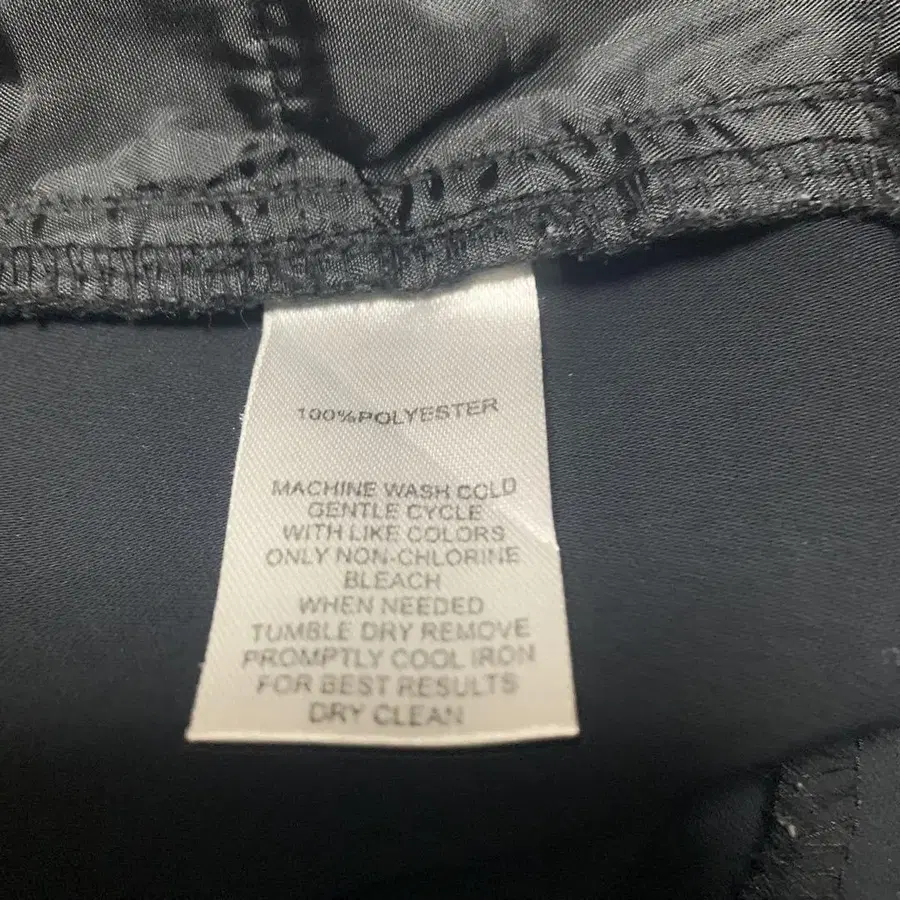 100%POLYESTER
MACHINE WASH COLD
GENTLE CYCLE
WITH LIKE COLORS
ONLY NON-CHLORINE
BLEACH
WHEN NEEDED
TUMBLE DRY REMOVE
PROMPTLY COOL IRON
FOR BEST RESULTS
DRY CLEAN